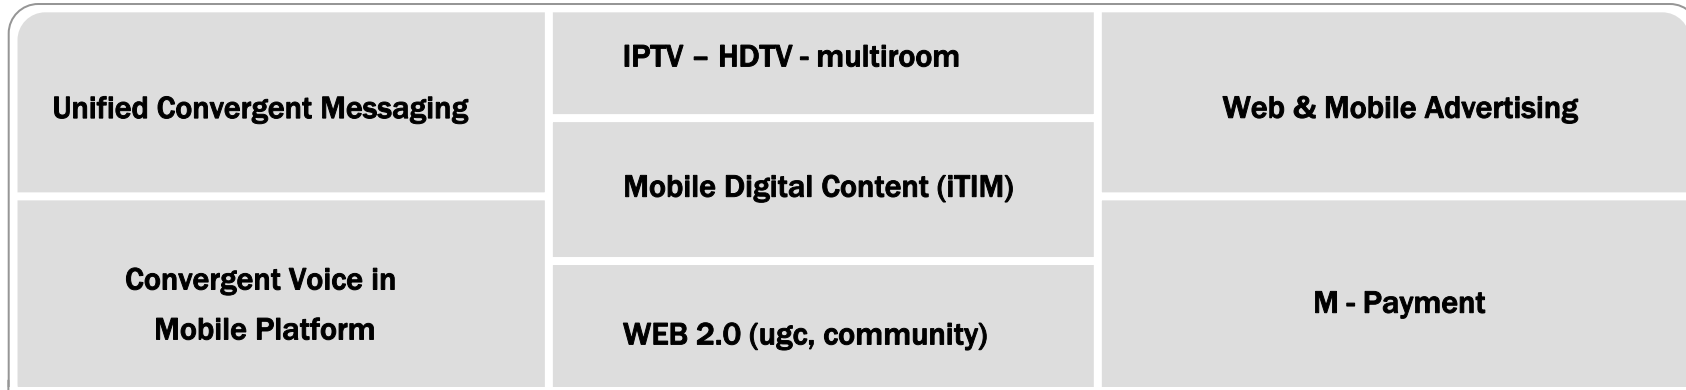 Unified Convergent Messaging
Convergent Voice in
Mobile Platform
IPTV – HDTV - multiroom
Mobile Digital Content (iTIM)
WEB 2.0 (ugc, community)
Web & Mobile Advertising
M - Payment